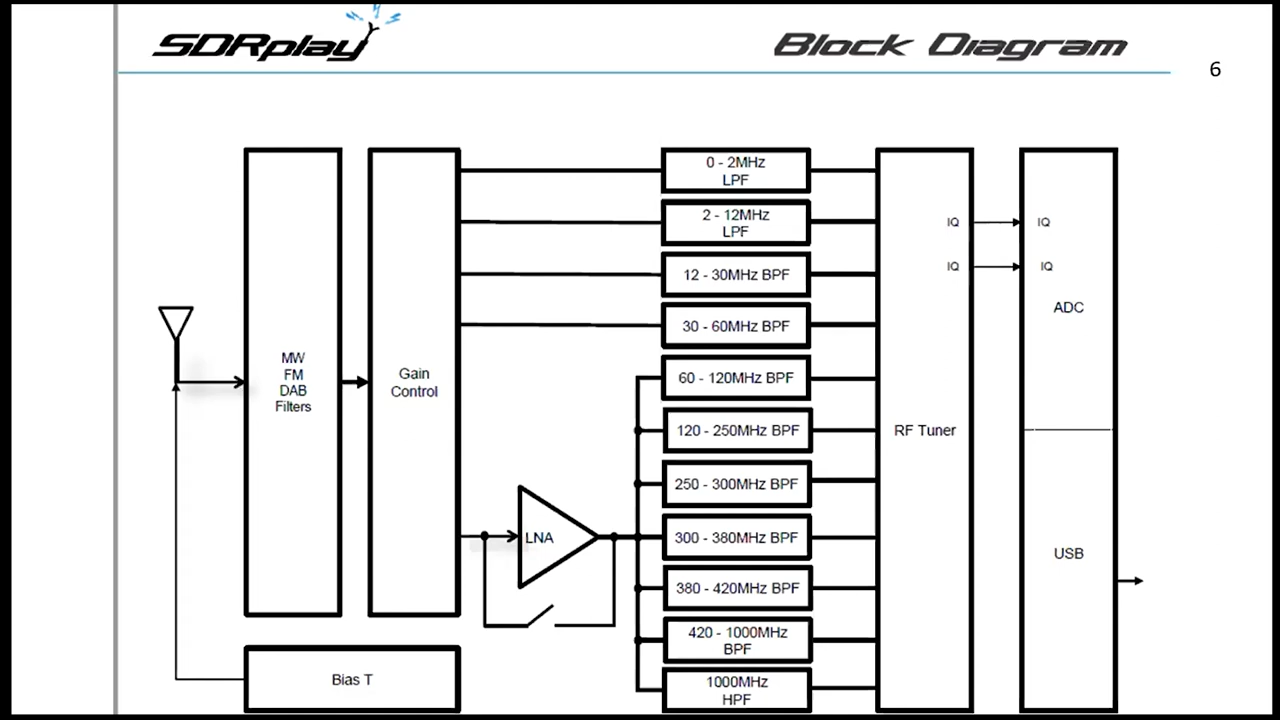 SDRplay
Block Diagram
6
0 - 2MHz
LPF
2 - 12MHz
LPF
12 - 30MHz BPF
30 - 60MHz BPF
60 - 120MHz BPF
120 - 250MHz BPF
250 - 300MHz BPF
300 - 380MHz BPF
380 - 420MHz BPF
420 - 1000MHz
BPF
1000MHz
HPF
MW
FM
DAB
Filters
Gain
Control
LNA
Bias T
RF Tuner
IQ
IQ
IQ
IQ
ADC
USB